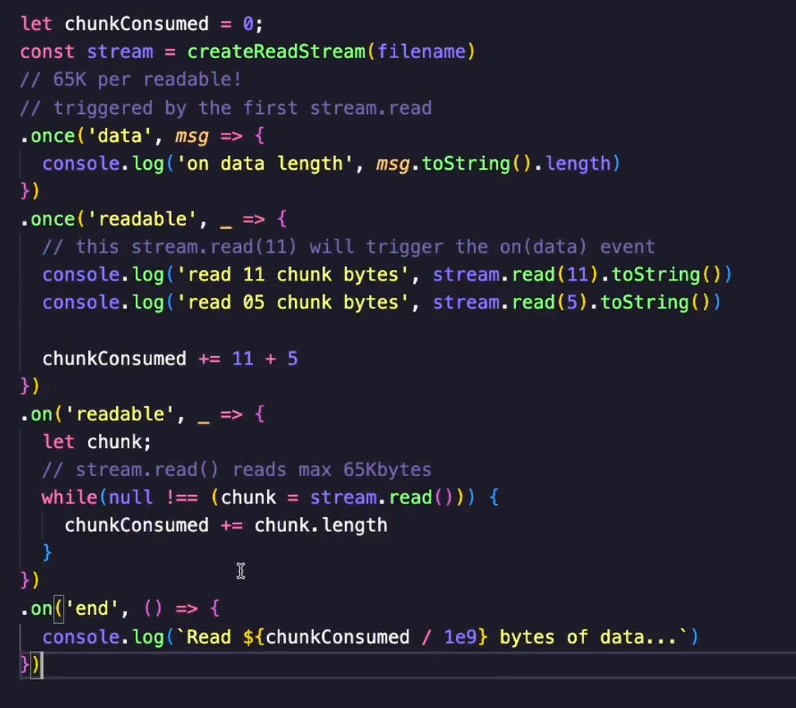 let chunkConsumed = 0;
const stream = createReadStream(filename)
// 65K per readable!
// triggered by the first stream.read
.once('data', msg => {
  console.log('on data length', msg.toString().length)
})
.once('readable', _ => {
  // this stream.read(11) will trigger the on(data) event
  console.log('read 11 chunk bytes', stream.read(11).toString())
  console.log('read 05 chunk bytes', stream.read(5).toString())
  chunkConsumed += 11 + 5
})
.on('readable', _ => {
  let chunk;
  // stream.read() reads max 65Kbytes
  while(null !== (chunk = stream.read())) {
    chunkConsumed += chunk.length
  }
})
.on('end', () => {
  console.log(`Read ${chunkConsumed / 1e9} bytes of data...`)
})